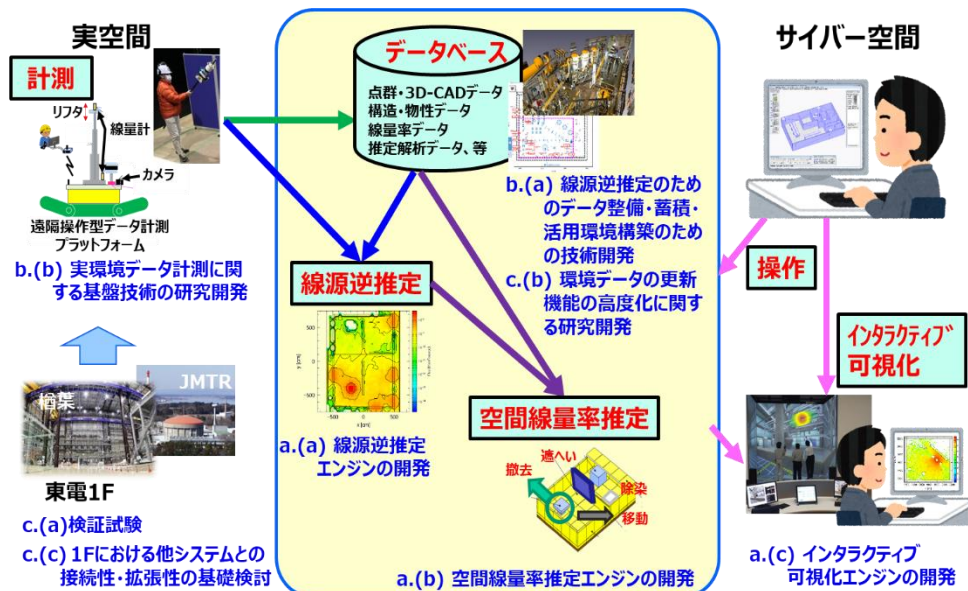 実空間
計測
リフタ
線量計
カメラ
遠隔操作型データ計測
プラットフォーム
b.(b) 実環境データ計測に関
する基盤技術の研究開発
楢葉
JMTR
東電1F
c.(a)検証試験
c.(c) 1Fにおける他システムとの
接続性・拡張性の基礎検討
データベース
点群・3D-CADデータ
構造・物性データ
線量率データ
推定解析データ、等
b.(a) 線源逆推定のため
のデータ整備・蓄積・
活用環境構築のための
技術開発
c.(b) 環境データの更新
機能の高度化に関す
る研究開発
線源逆推定
a.(a) 線源逆推定
エンジンの開発
空間線量率推定
遮へい
撤去
除染
移動
a.(b) 空間線量率推定エンジンの開発
サイバー空間
操作
インタラクティブ
可視化
a.(c) インタラクティブ
可視化エンジンの開発